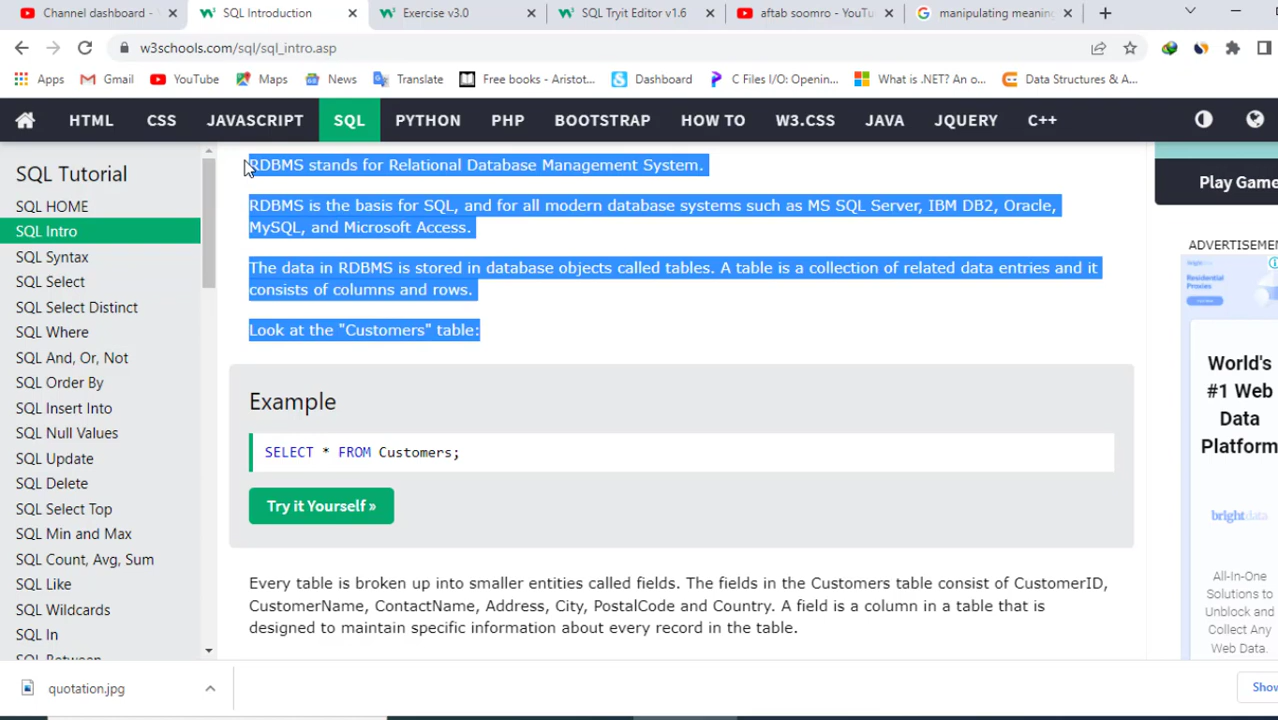 Channel dashboard -
SQL Introduction
Exercise v3.0
SQL Tryit Editor v1.6
aftab soomro - YouTu
manipulating meanin
w3schools.com/sql/sql_intro.asp
Apps
Gmail
YouTube
Maps
News
Translate
Free books - Aristot...
Dashboard
C Files I/O: Openin...
What is .NET? An o...
Data Structures & A...
HTML
CSS
JAVASCRIPT
SQL
PYTHON
PHP
BOOTSTRAP
HOW TO
W3.CSS
JAVA
JQUERY
C++
SQL Tutorial
SQL HOME
SQL Intro
SQL Syntax
SQL Select
SQL Select Distinct
SQL Where
SQL And, Or, Not
SQL Order By
SQL Insert Into
SQL Null Values
SQL Update
SQL Delete
SQL Select Top
SQL Min and Max
SQL Count, Avg, Sum
SQL Like
SQL Wildcards
SQL In
SQL Between
RDBMS stands for Relational Database Management System.
RDBMS is the basis for SQL, and for all modern database systems such as MS SQL Server, IBM DB2, Oracle,
MySQL, and Microsoft Access.
The data in RDBMS is stored in database objects called tables. A table is a collection of related data entries and it
consists of columns and rows.
Look at the "Customers" table:
Example
SELECT * FROM Customers;
Try it Yourself »
Every table is broken up into smaller entities called fields. The fields in the Customers table consist of CustomerID,
CustomerName, ContactName, Address, City, PostalCode and Country. A field is a column in a table that is
designed to maintain specific information about every record in the table.
Play Game
ADVERTISEMEN
Residential
Proxies
World's
#1 Web
Data
Platform
bright data
All-In-One
Solutions to
Unblock and
Collect Any
Web Data.
quotation.jpg
Show